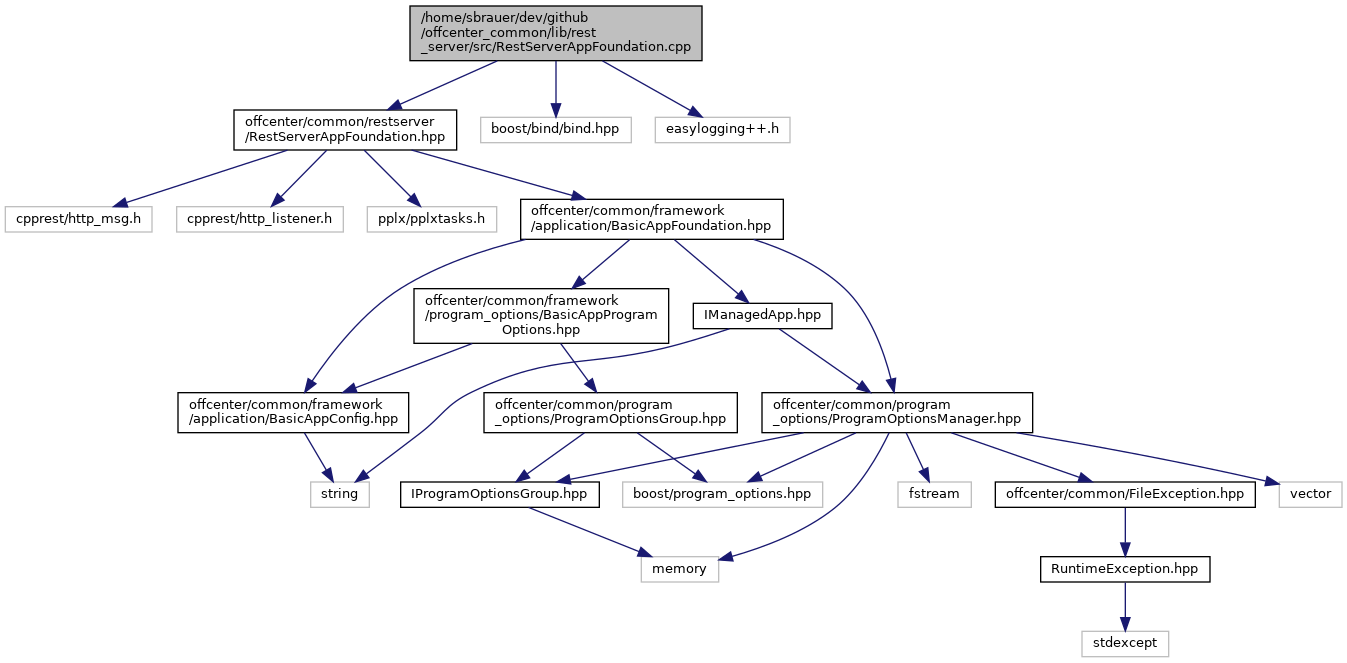 /home/sbrauer/dev/github
/offcenter_common/lib/rest
_server/src/RestServerAppFoundation.cpp
offcenter/common/restserver
/RestServerAppFoundation.hpp
boost/bind/bind.hpp
easylogging++.h
cpprest/http_msg.h
cpprest/http_listener.h
pplx/pplxtasks.h
offcenter/common/framework
/application/BasicAppFoundation.hpp
offcenter/common/framework
/program_options/BasicAppProgram
Options.hpp
IManagedApp.hpp
offcenter/common/framework
/application/BasicAppConfig.hpp
offcenter/common/program
_options/ProgramOptionsGroup.hpp
offcenter/common/program
_options/ProgramOptionsManager.hpp
string
IProgramOptionsGroup.hpp
boost/program_options.hpp
fstream
offcenter/common/FileException.hpp
vector
memory
RuntimeException.hpp
stdexcept